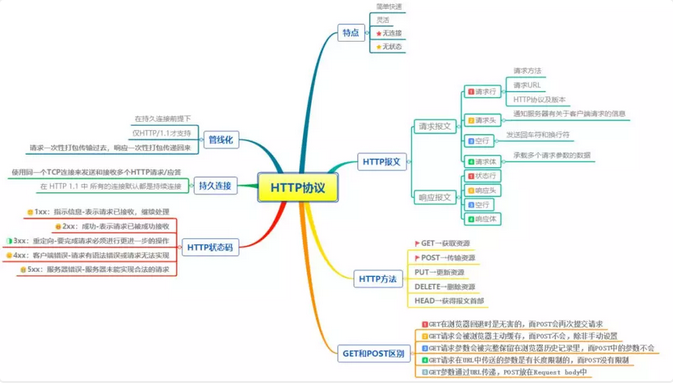 HTTP协议
特点
简单快速
灵活
无连接
无状态
HTTP报文
请求报文
1 请求行
请求方法
请求URL
HTTP协议及版本
2 请求头
通知服务器有关于客户端请求的信息
3 空行
发送回车符和换行符
4 请求体
承载多个请求参数的数据
响应报文
1 状态行
2 响应头
3 空行
4 响应体
HTTP方法
GET→获取资源
POST→传输资源
PUT→更新资源
DELETE→删除资源
HEAD→获得报文首部
GET和POST区别
1 GET在浏览器回退时是无害的，而POST会再次提交请求
2 GET请求会被浏览器主动缓存，而POST不会，除非手动设置
3 GET请求参数会被完整保留在浏览器历史记录里，而POST中的参数不会
4 GET请求在URL中传送的参数是有长度限制的，而POST没有限制
5 GET参数通过URL传递，POST放在Request body中
管线化
在持久连接前提下
仅HTTP/1.1才支持
请求一次性打包传输过去，响应一次性打包传递回来
持久连接
使用同一个TCP连接来发送和接收多个HTTP请求/应答
在 HTTP 1.1 中 所有的连接默认都是持续连接
HTTP状态码
1xx：指示信息-表示请求已接收，继续处理
2xx：成功-表示请求已被成功接收
3xx：重定向-要完成请求必须进行更进一步的操作
4xx：客户端错误-请求有语法错误或请求无法实现
5xx：服务器错误-服务器未能实现合法的请求